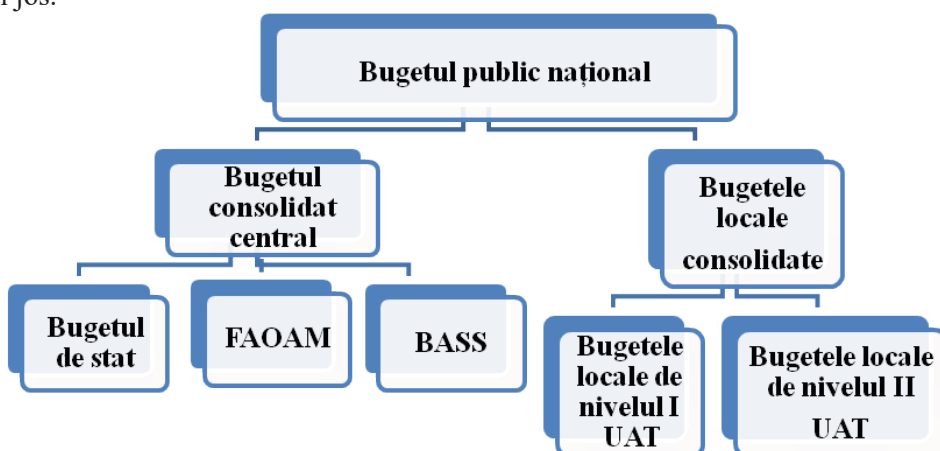 jos.
Bugetul public național
Bugetul
consolidat
central
Bugetele
locale
consolidate
Bugetul
de stat
FAOAM
BASS
Bugetele
locale de
nivelul I
UAT
Bugetele locale
de nivelul II
UAT